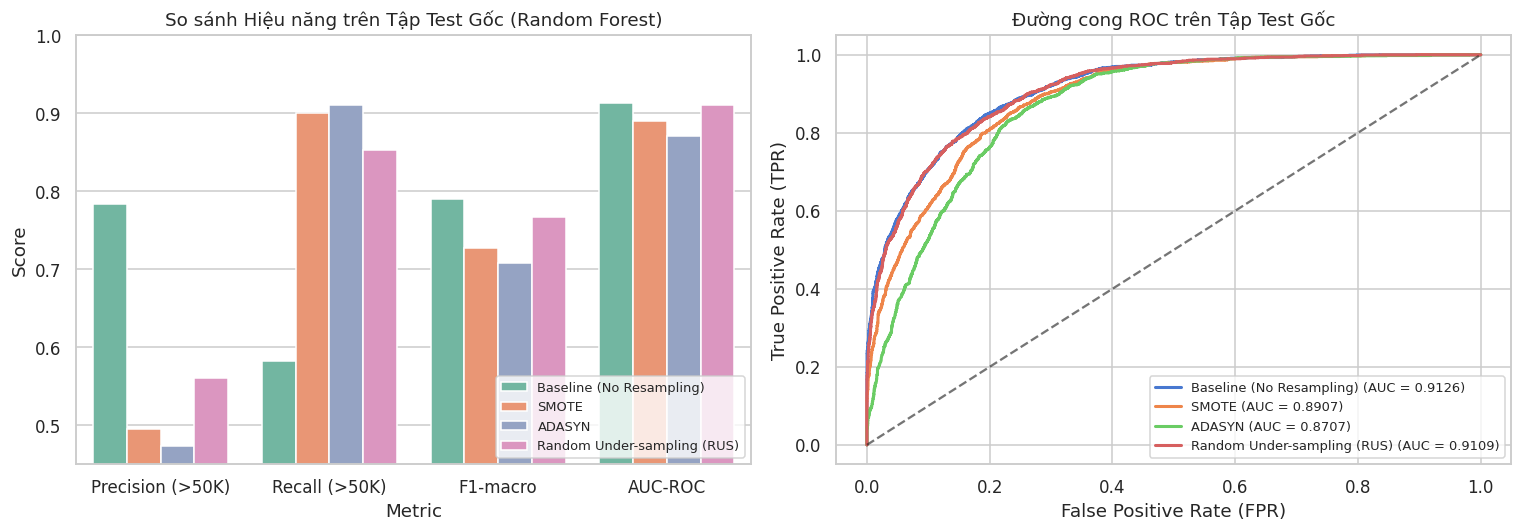 So sánh Hiệu năng trên Tập Test Gốc (Random Forest)
1.0
0.9
0.8
0.7
0.6
0.5
Score
Precision (>50K)
Recall (>50K)
F1-macro
AUC-ROC
Metric
Baseline (No Resampling)
SMOTE
ADASYN
Random Under-sampling (RUS)
Đường cong ROC trên Tập Test Gốc
1.0
0.8
0.6
0.4
0.2
0.0
True Positive Rate (TPR)
0.0
0.2
0.4
0.6
0.8
1.0
False Positive Rate (FPR)
Baseline (No Resampling) (AUC = 0.9126)
SMOTE (AUC = 0.8907)
ADASYN (AUC = 0.8707)
Random Under-sampling (RUS) (AUC = 0.9109)